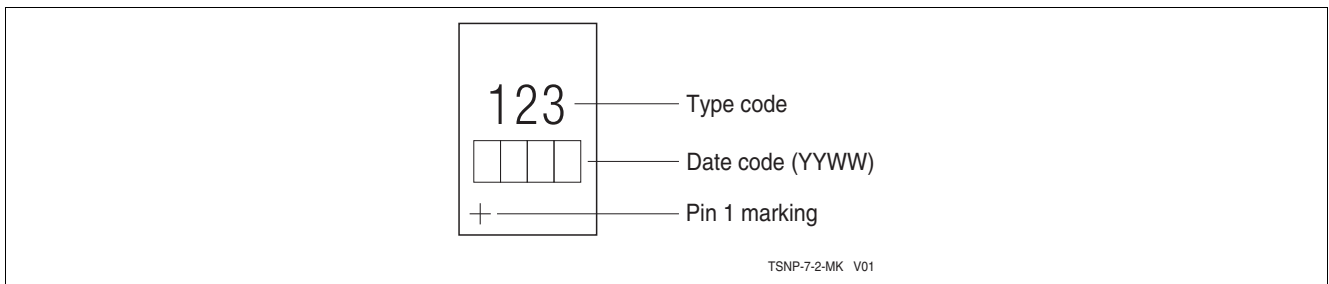 123 Type code
Date code (YYWW)
Pin 1 marking
TSNP-7-2-MK V01